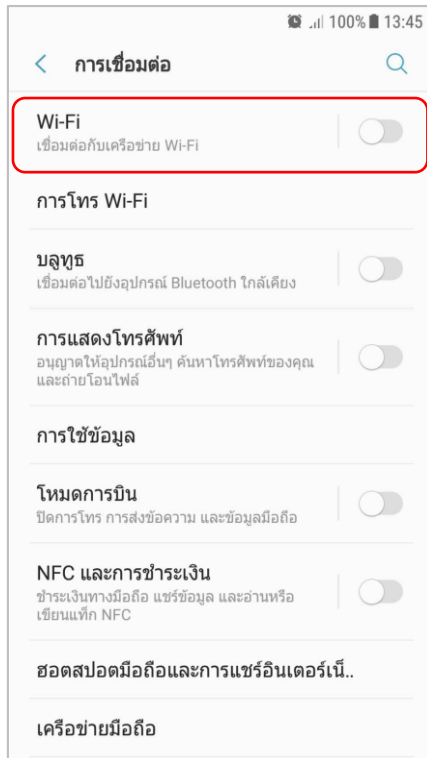 100% 13:45
การเชื่อมต่อ
Wi-Fi
เชื่อมต่อกับเครือข่าย Wi-Fi
การโทร Wi-Fi
บลูทูธ
เชื่อมต่อไปยังอุปกรณ์ Bluetooth ใกล้เคียง
การแสดงโทรศัพท์
อนุญาตให้อุปกรณ์อื่นๆ ค้นหาโทรศัพท์ของคุณ
และถ่ายโอนไฟล์
การใช้ข้อมูล
โหมดการบิน
ปิดการโทร การส่งข้อความ และข้อมูลมือถือ
NFC และการชำระเงิน
ชำระเงินทางมือถือ แชร์ข้อมูล และอ่านหรือ
เขียนแท็ก NFC
ฮอตสปอตมือถือและการแชร์อินเตอร์เน็..
เครือข่ายมือถือ